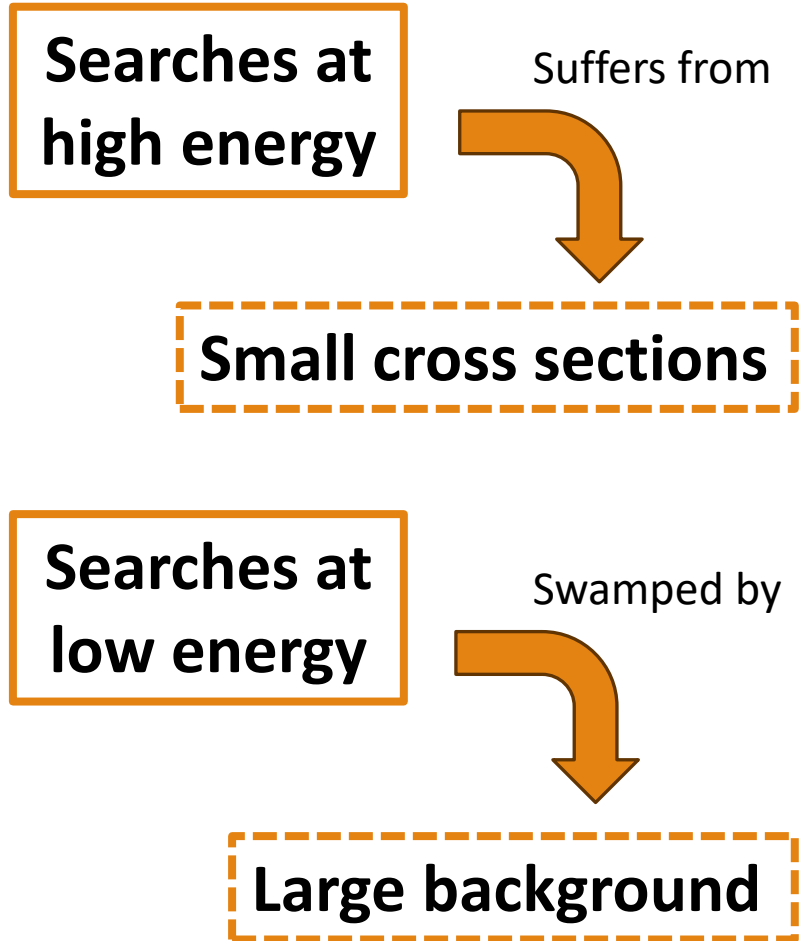 Searches at
high energy
Suffers from
Small cross sections
Searches at
low energy
Swamped by
Large background